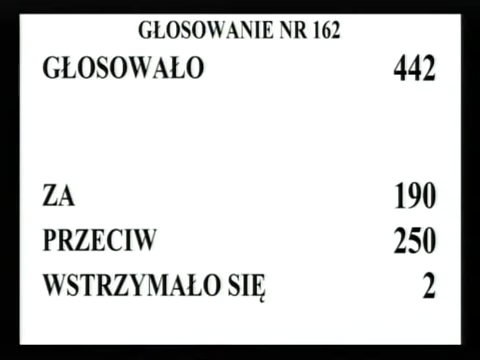 GŁOSOWANIE NR 162
GŁOSOWAŁO 442
ZA 190
PRZECIW 250
WSTRZYMAŁO SIĘ 2